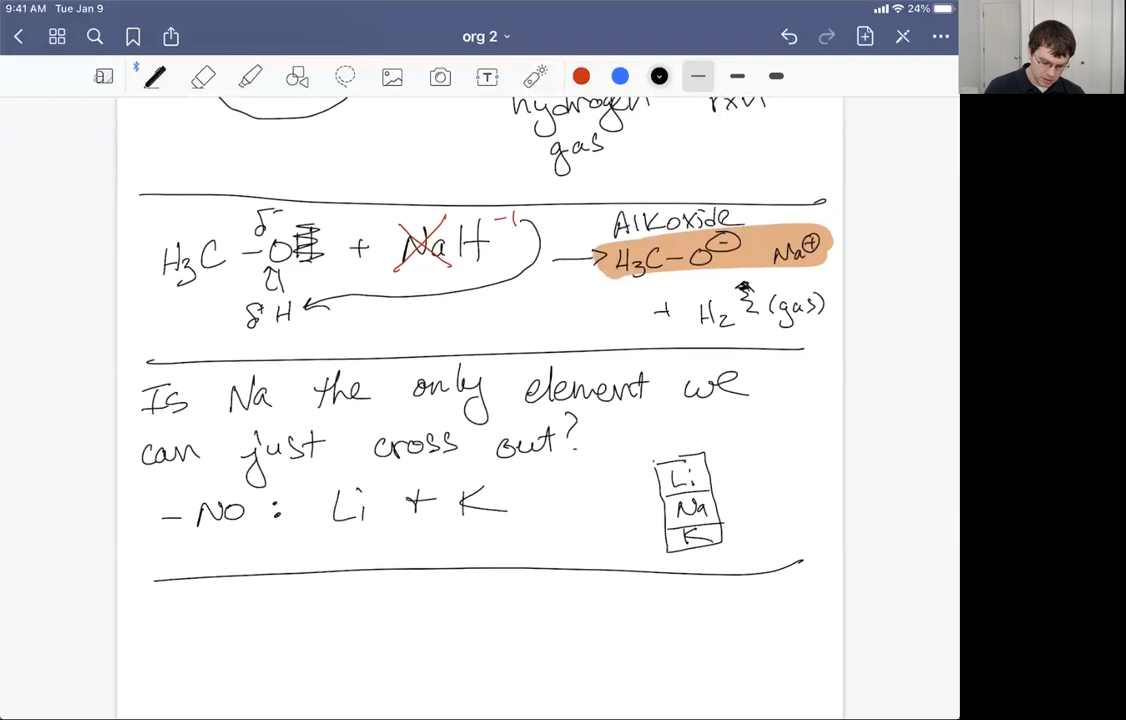 9:41 AM Tue Jan 9
24%
org 2
hydrogen rxn
gas
H3C - O + NaH -1
δ-
δ+ H
Alkoxide
H3C - O⊖ Na⊕
+ H2 (gas)
Is Na the only element we
can just cross out?
- NO : Li + K
Li
Na
K